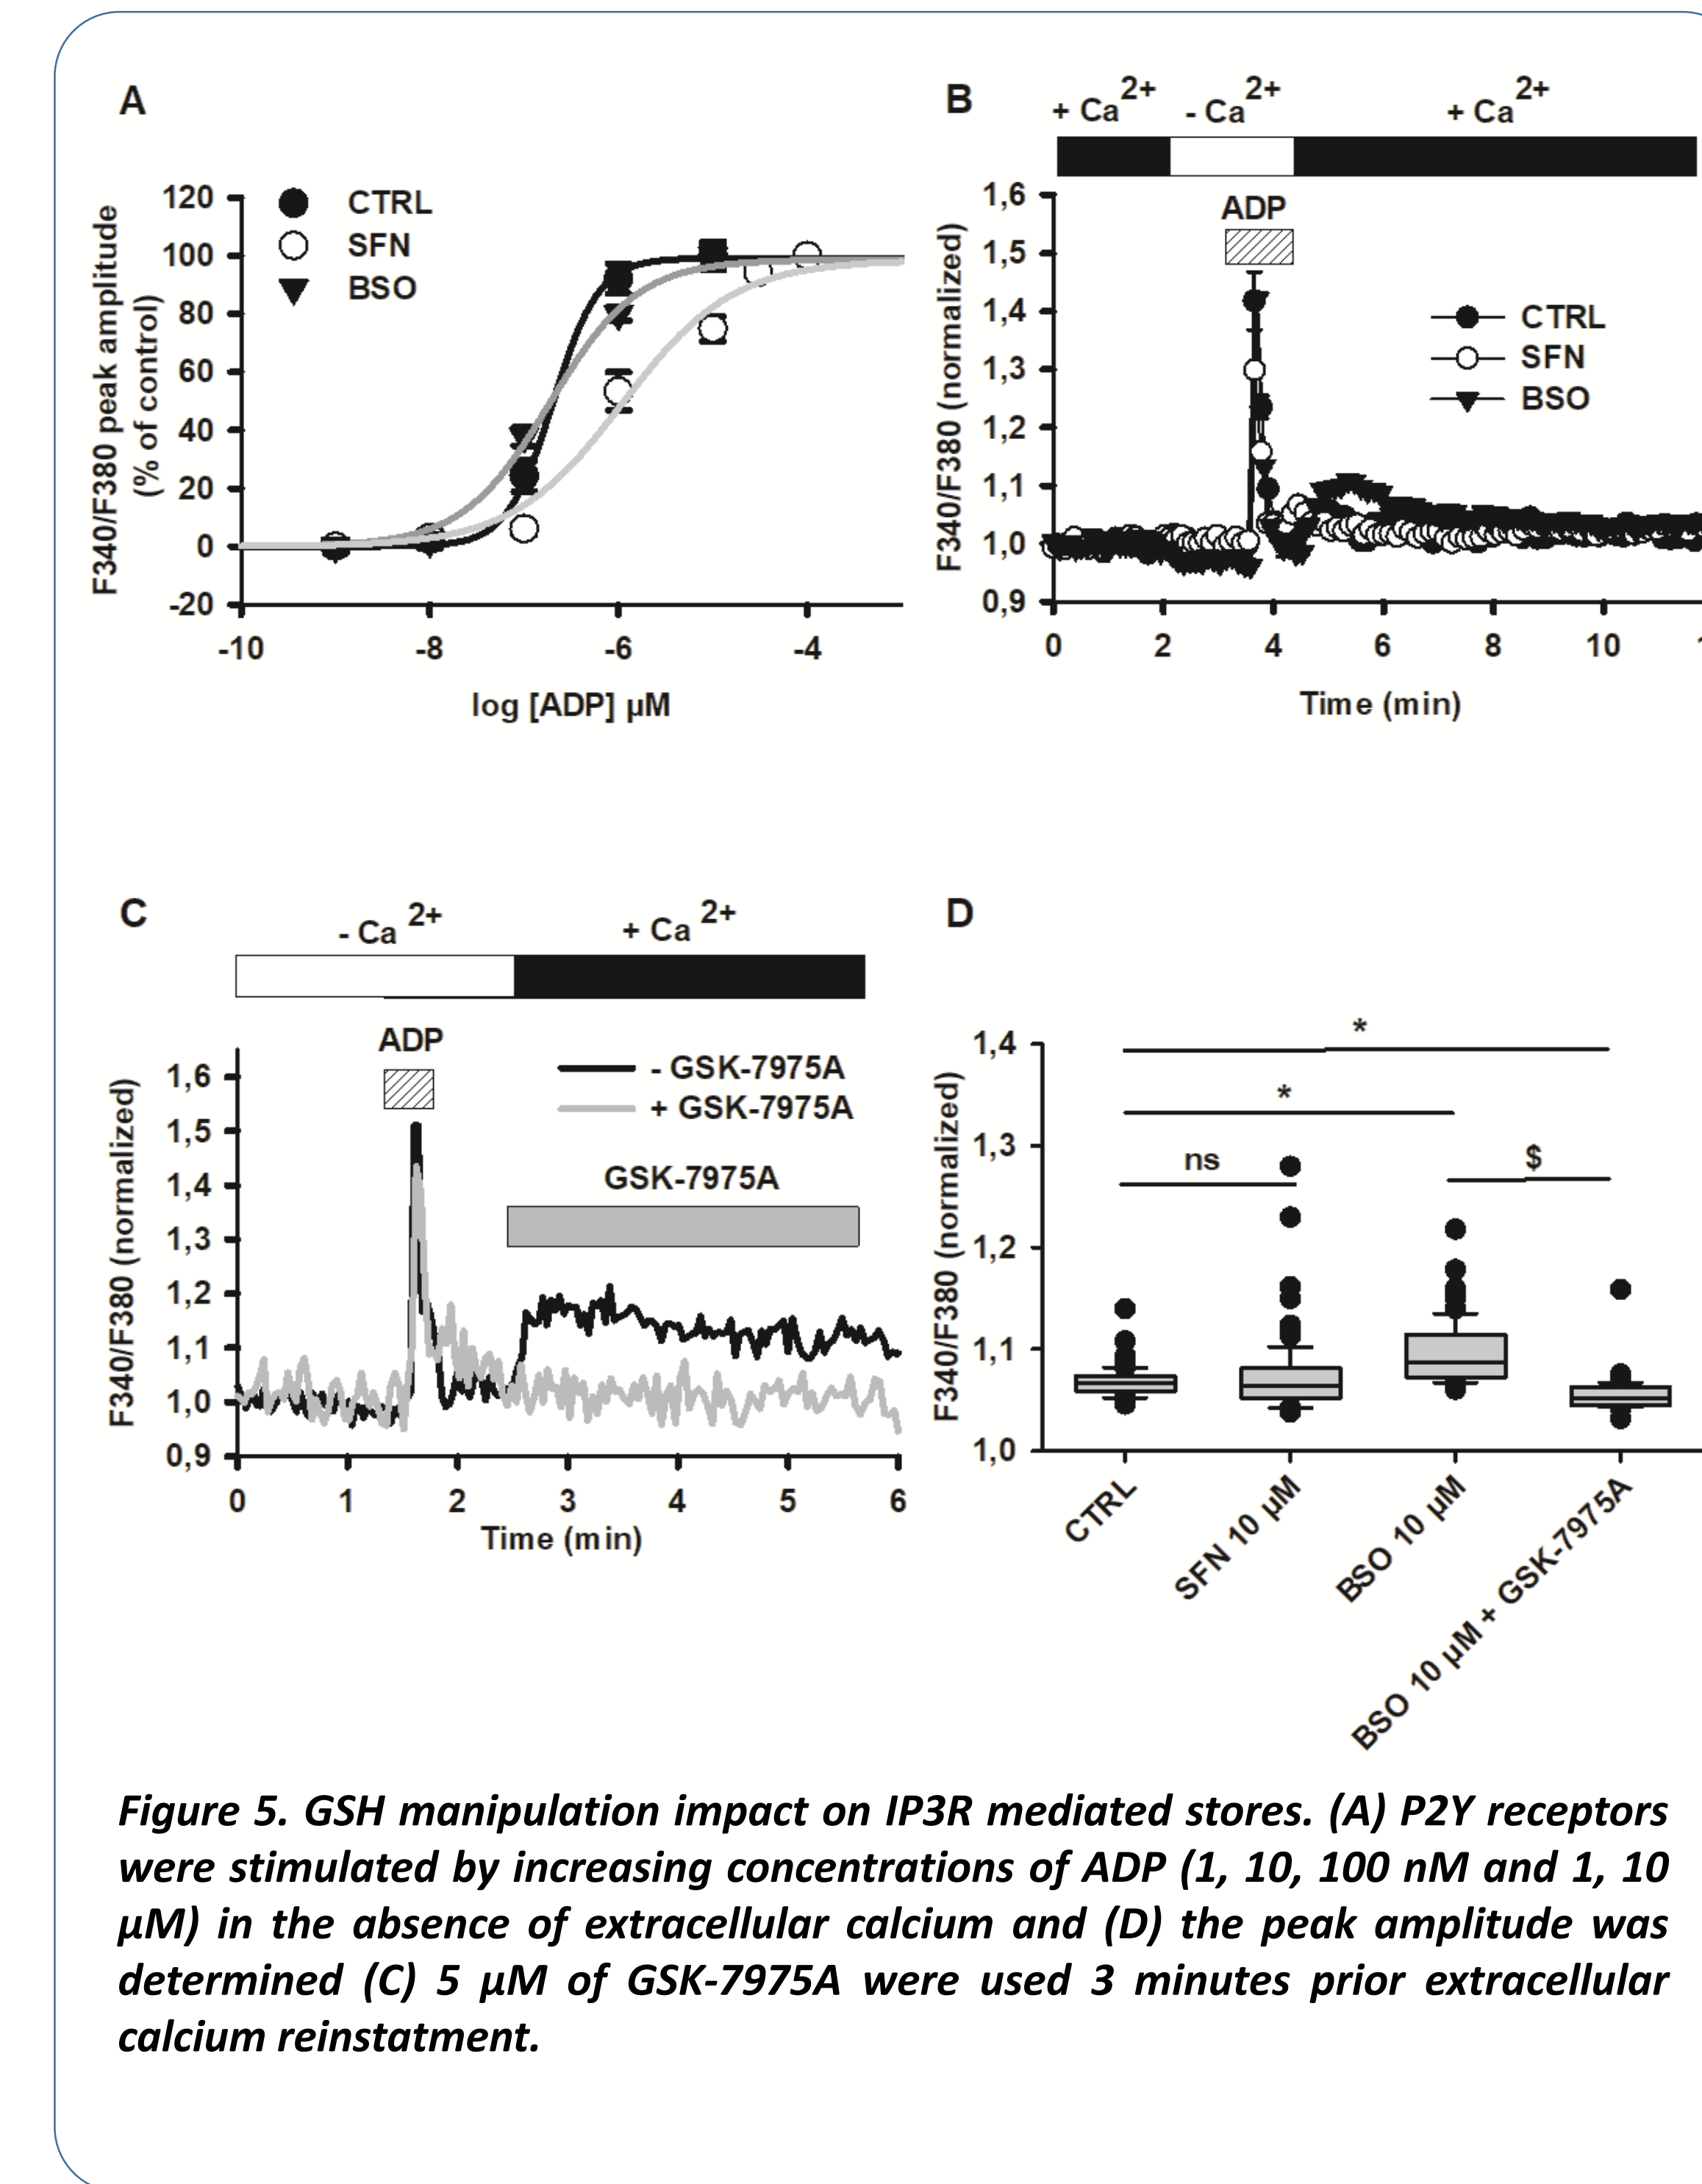 A
120
100
80
60
40
20
0
-20
F340/F380 peak amplitude
(% of control)
CTRL
SFN
BSO
-10 -8 -6 -4
log [ADP] µM
B
+ Ca 2+ - Ca 2+ + Ca 2+
ADP
1,6
1,5
1,4
1,3
1,2
1,1
1,0
0,9
F340/F380 (normalized)
CTRL
SFN
BSO
0 2 4 6 8 10
Time (min)
C
- Ca 2+ + Ca 2+
ADP
- GSK-7975A
+ GSK-7975A
GSK-7975A
1,6
1,5
1,4
1,3
1,2
1,1
1,0
0,9
F340/F380 (normalized)
0 1 2 3 4 5 6
Time (min)
D
1,4
1,3
1,2
1,1
1,0
F340/F380 (normalized)
*
*
ns $
CTRL
SFN 10 µM
BSO 10 µM
BSO 10 µM + GSK-7975A
Figure 5. GSH manipulation impact on IP3R mediated stores. (A) P2Y receptors
were stimulated by increasing concentrations of ADP (1, 10, 100 nM and 1, 10
µM) in the absence of extracellular calcium and (D) the peak amplitude was
determined (C) 5 µM of GSK-7975A were used 3 minutes prior extracellular
calcium reinstatment.